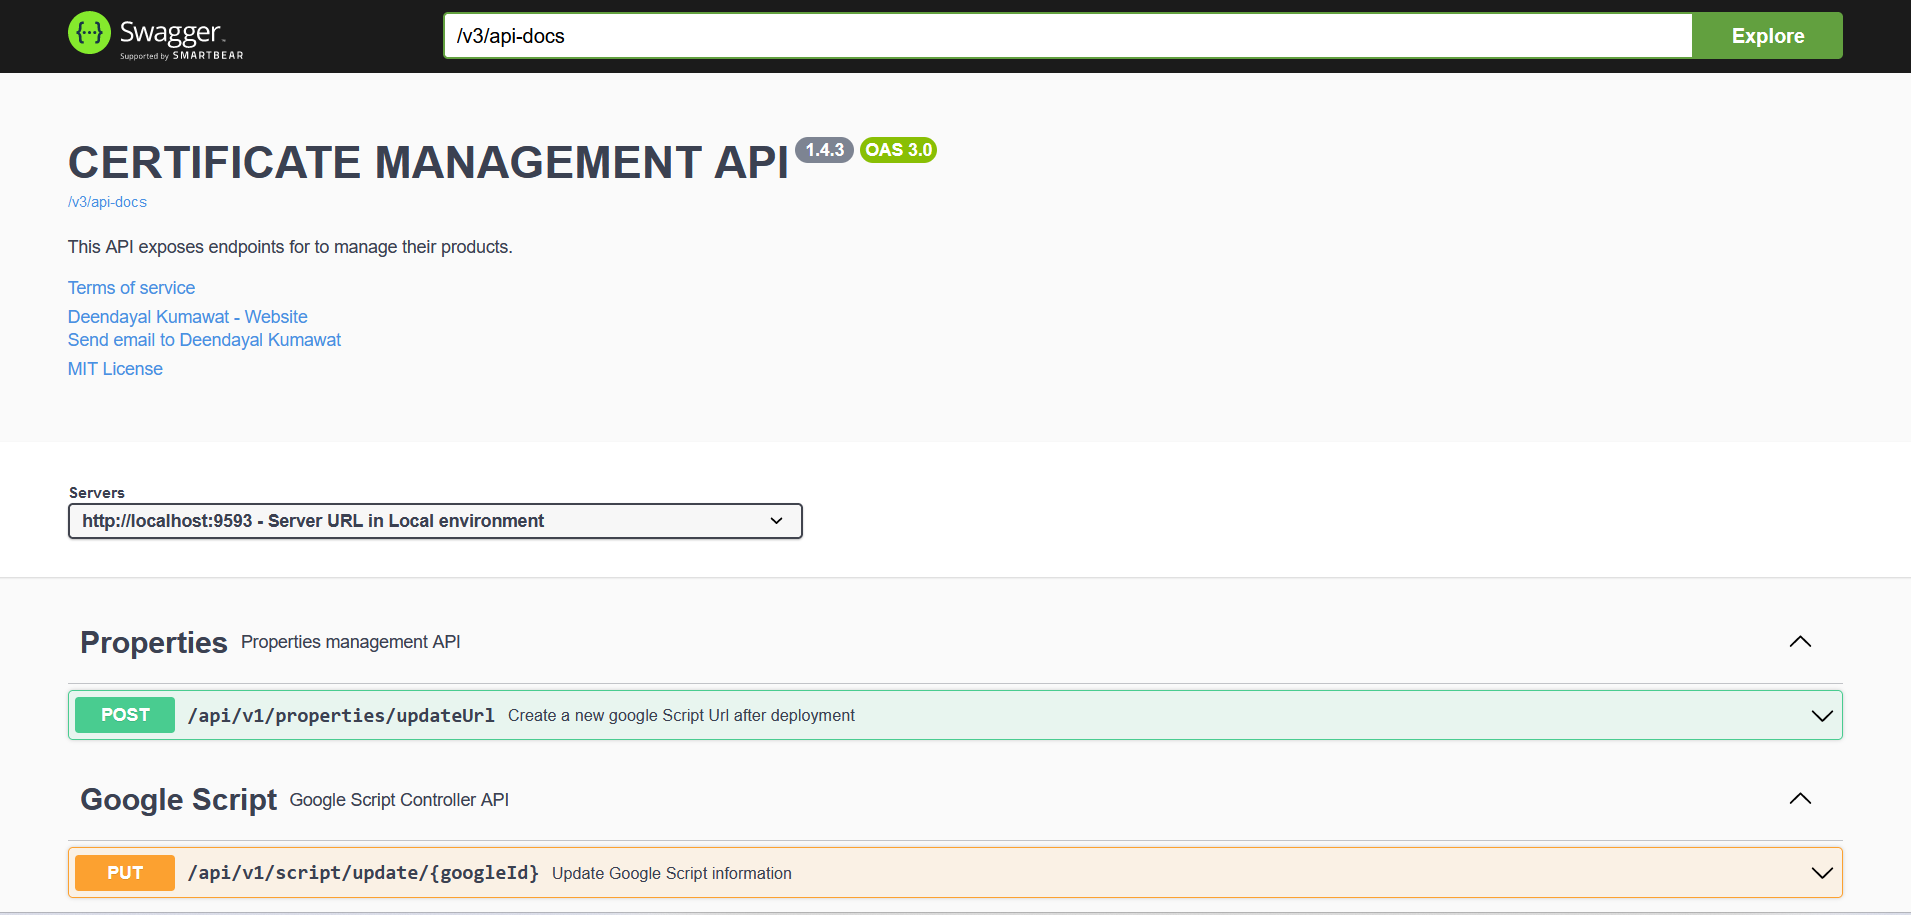 {···} Swagger™
Supported by SMARTBEAR
/v3/api-docs
Explore
CERTIFICATE MANAGEMENT API 1.4.3 OAS 3.0
/v3/api-docs
This API exposes endpoints for to manage their products.
Terms of service
Deendayal Kumawat - Website
Send email to Deendayal Kumawat
MIT License
Servers
http://localhost:9593 - Server URL in Local environment
Properties Properties management API
POST /api/v1/properties/updateUrl Create a new google Script Url after deployment
Google Script Google Script Controller API
PUT /api/v1/script/update/{googleId} Update Google Script information